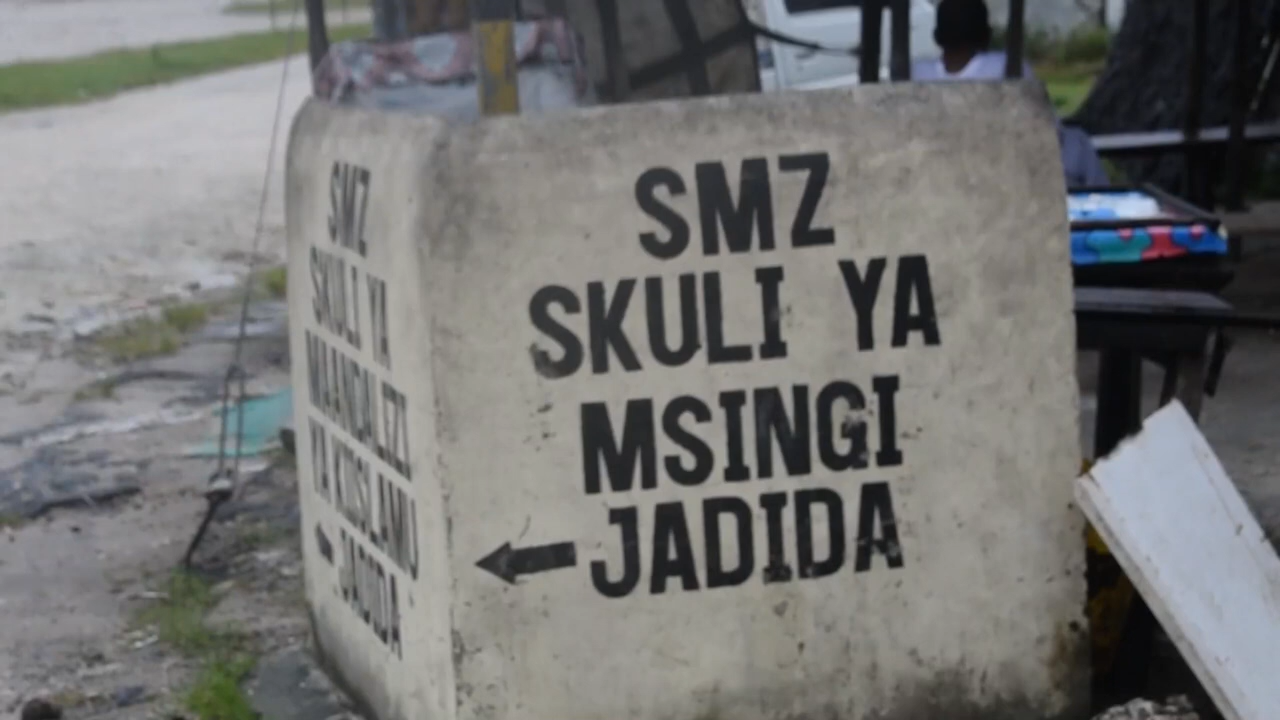 SMZ
SKULI YA
MAANDALIZI
YA KIISLAMU
JADIDA
SMZ
SKULI YA
MSINGI
JADIDA